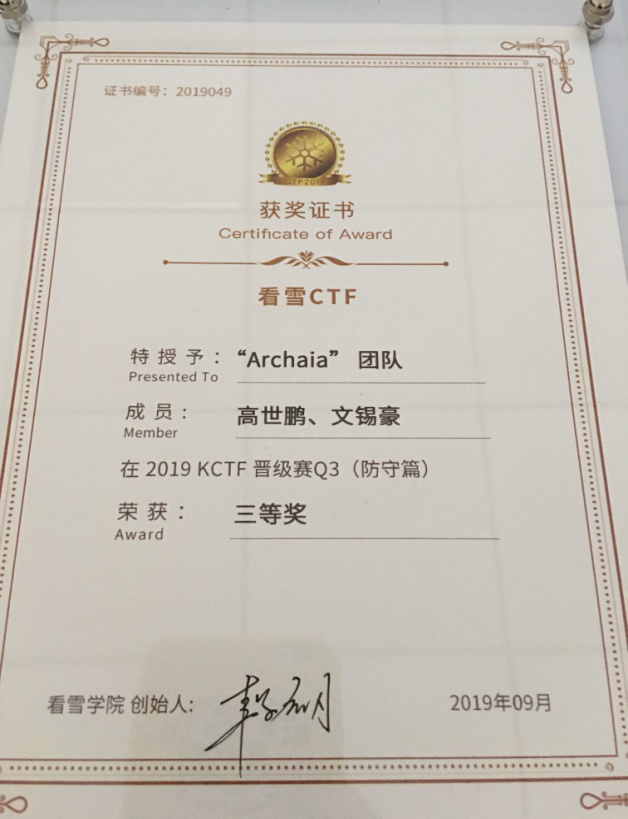 证书编号：2019049
获奖证书
Certificate of Award
看雪CTF
特授予：“Archaia” 团队
Presented To
成员：高世鹏、文锡豪
Member
在 2019 KCTF 晋级赛Q3（防守篇）
荣获：三等奖
Award
看雪学院 创始人: 2019年09月